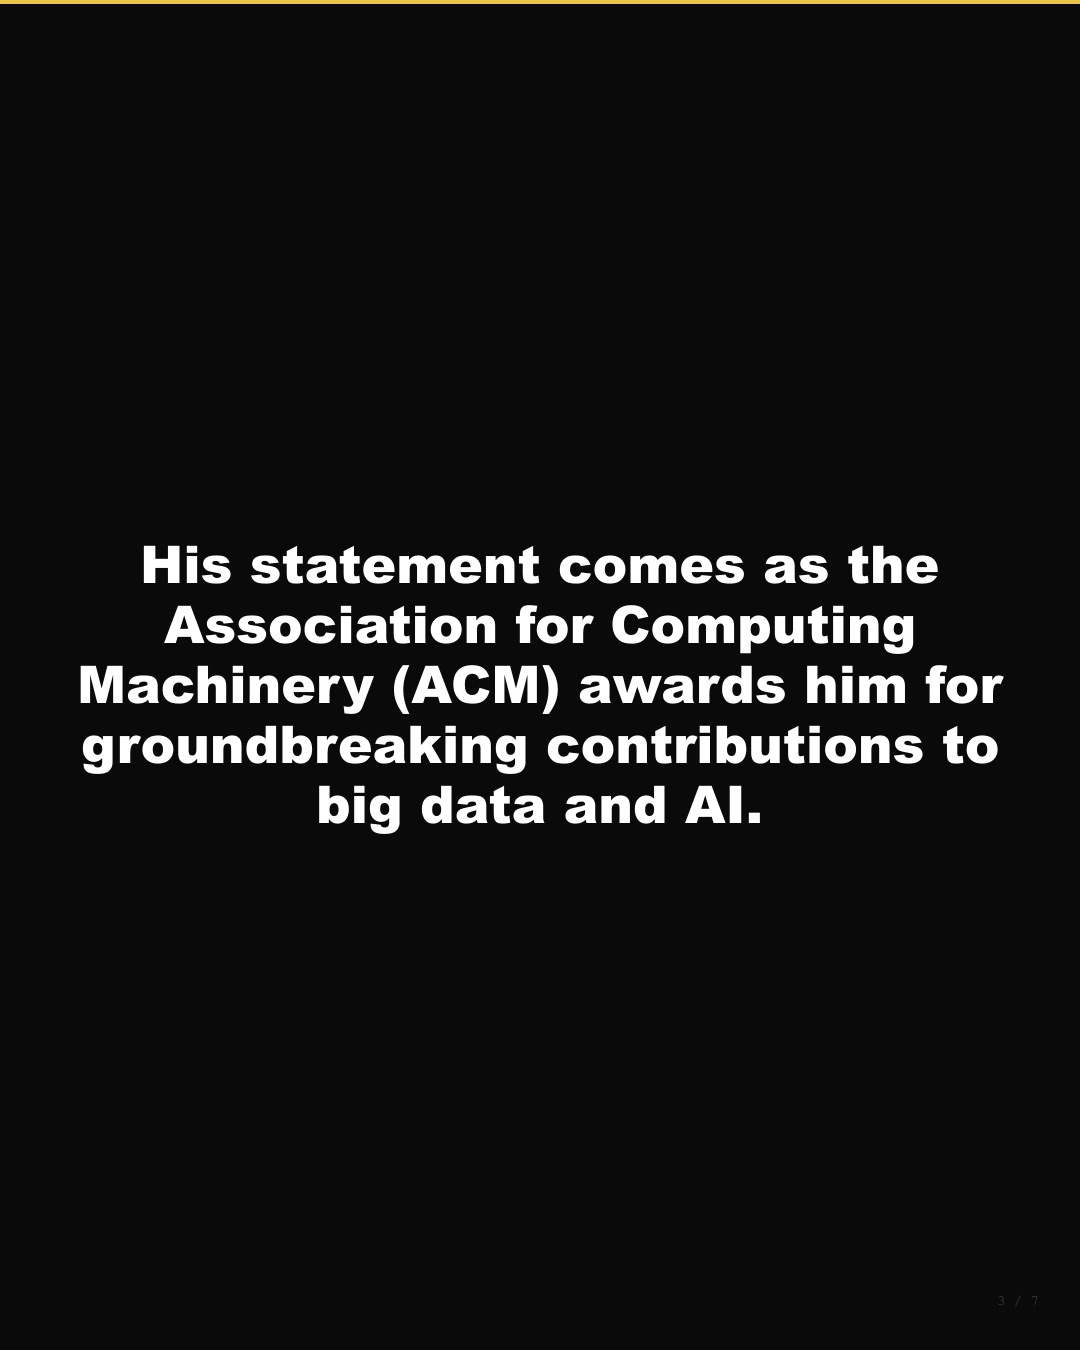 His statement comes as the
Association for Computing
Machinery (ACM) awards him for
groundbreaking contributions to
big data and AI.
3 / 7